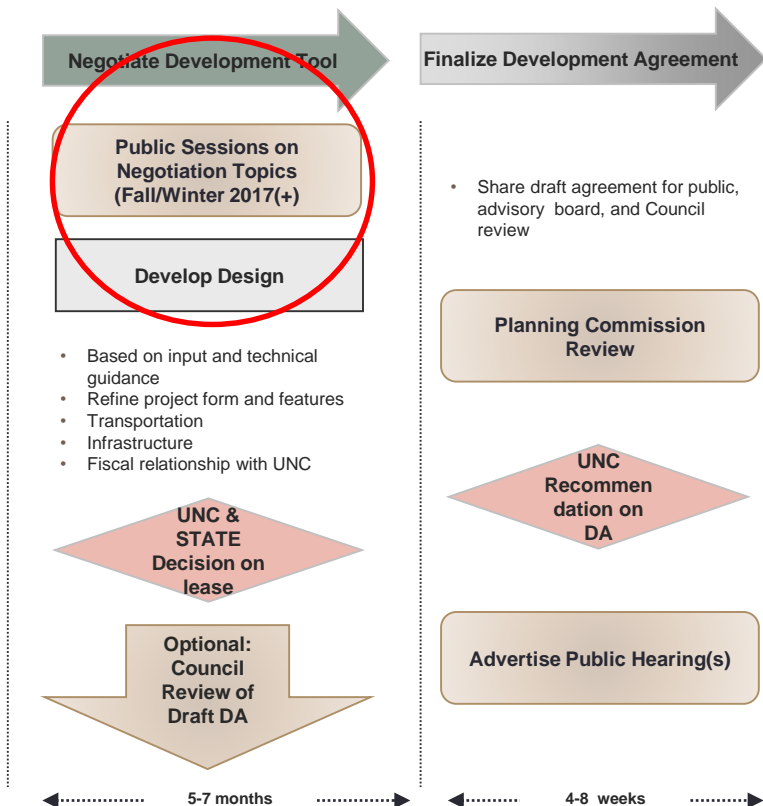 Negotiate Development Tool
Public Sessions on
Negotiation Topics
(Fall/Winter 2017(+)
Develop Design
• Based on input and technical
guidance
• Refine project form and features
• Transportation
• Infrastructure
• Fiscal relationship with UNC
UNC &
STATE
Decision on
lease
Optional:
Council
Review of
Draft DA
5-7 months
Finalize Development Agreement
• Share draft agreement for public,
advisory board, and Council
review
Planning Commission
Review
UNC
Recommen
dation on
DA
Advertise Public Hearing(s)
4-8 weeks